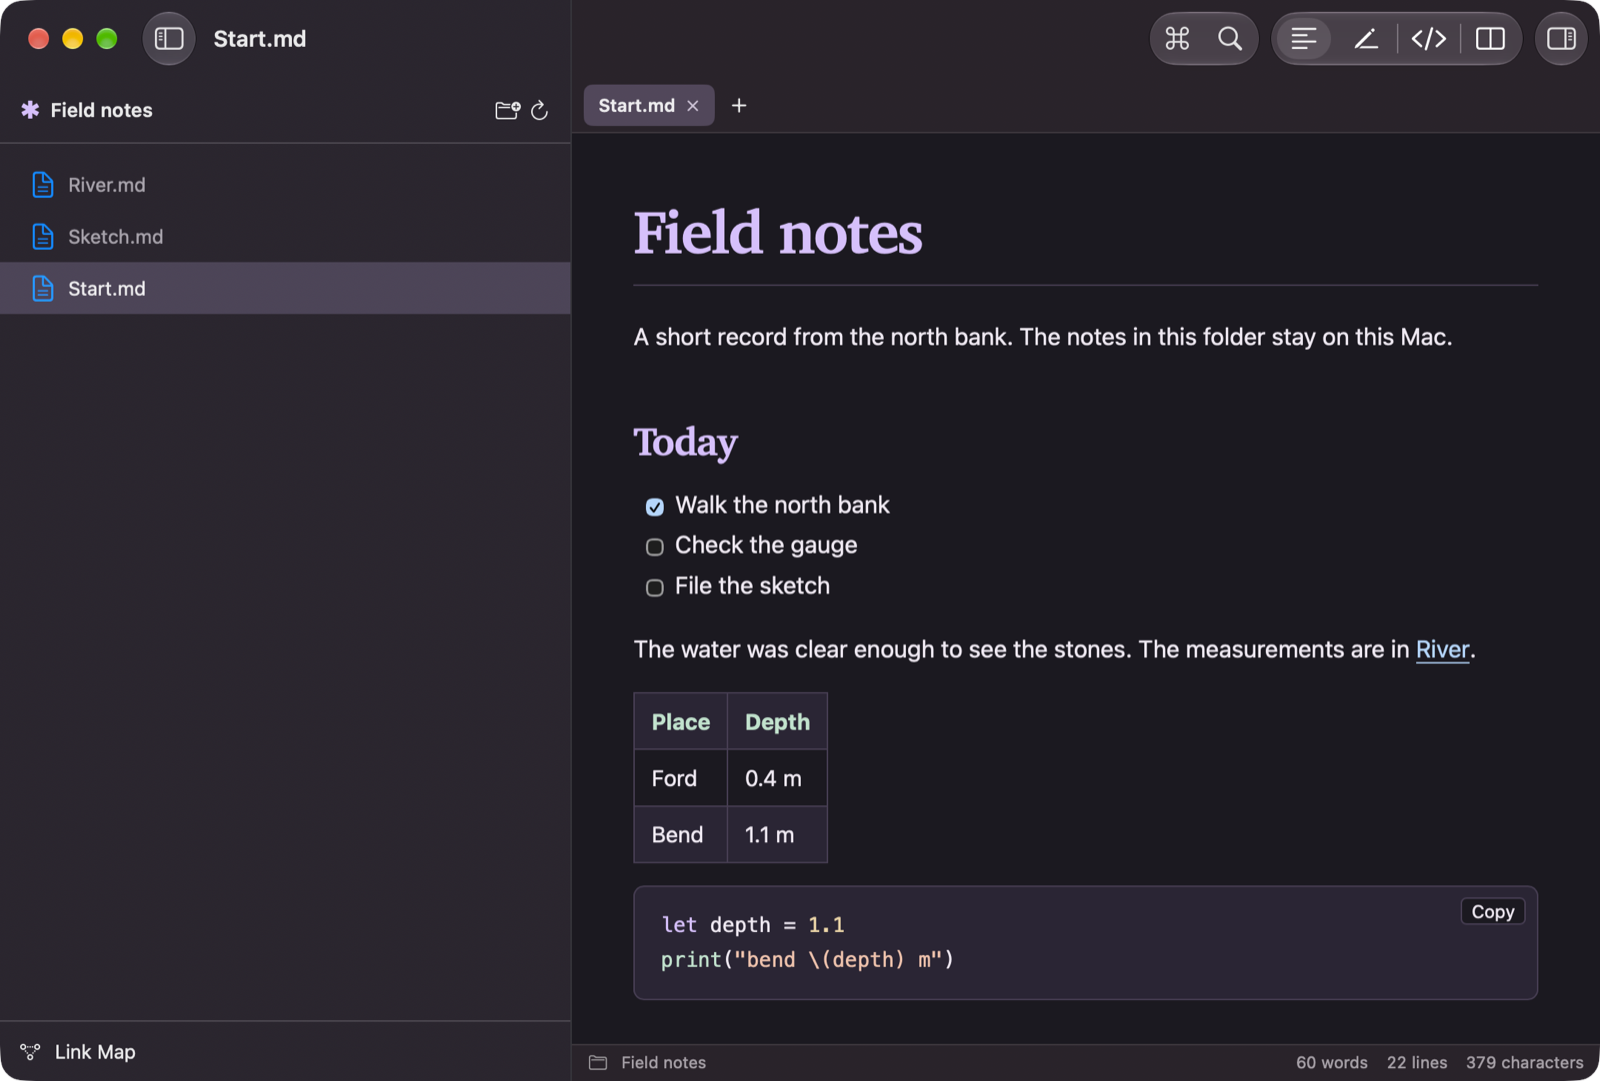 Start.md
Field notes
River.md
Sketch.md
Start.md
Link Map
Start.md
Field notes
A short record from the north bank. The notes in this folder stay on this Mac.
Today
Walk the north bank
Check the gauge
File the sketch
The water was clear enough to see the stones. The measurements are in River.
Place Depth
Ford 0.4 m
Bend 1.1 m
Copy
let depth = 1.1
print("bend \(depth) m")
Field notes 60 words 22 lines 379 characters